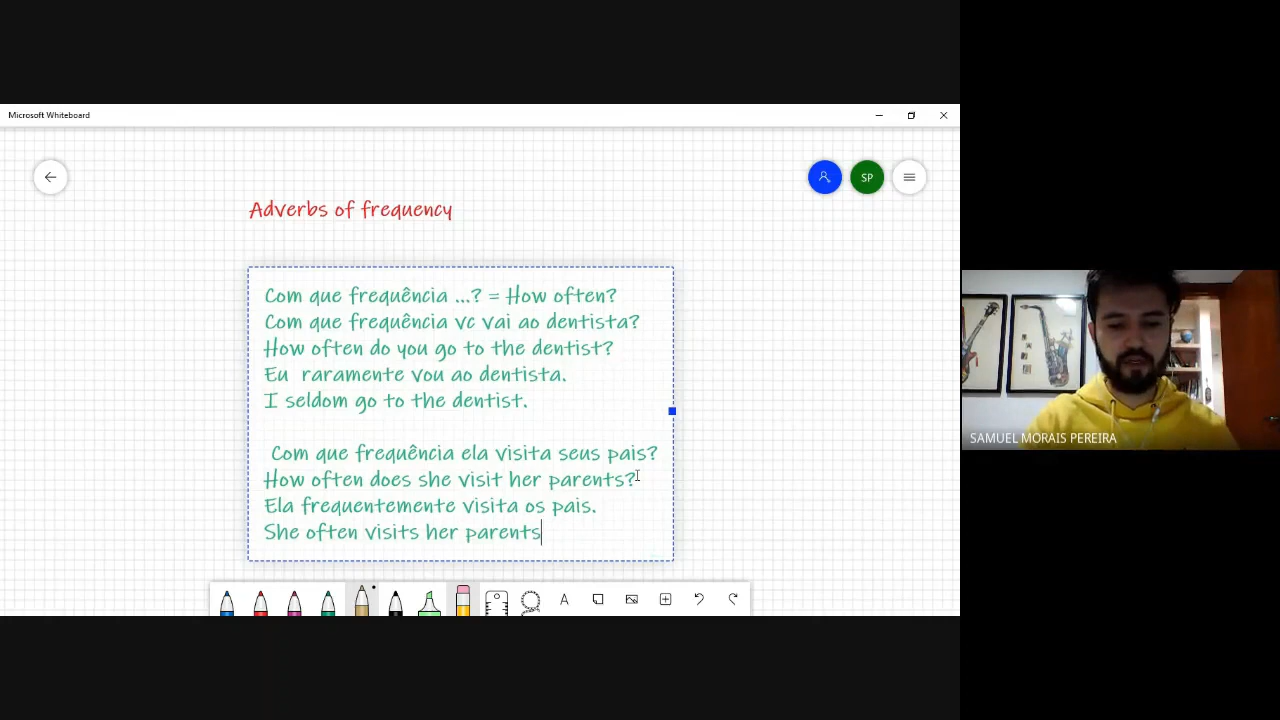 Microsoft Whiteboard
SP
Adverbs of frequency
Com que frequência ...? = How often?
Com que frequência vc vai ao dentista?
How often do you go to the dentist?
Eu raramente vou ao dentista.
I seldom go to the dentist.
Com que frequência ela visita seus pais?
How often does she visit her parents?
Ela frequentemente visita os pais.
She often visits her parents
A
SAMUEL MORAIS PEREIRA